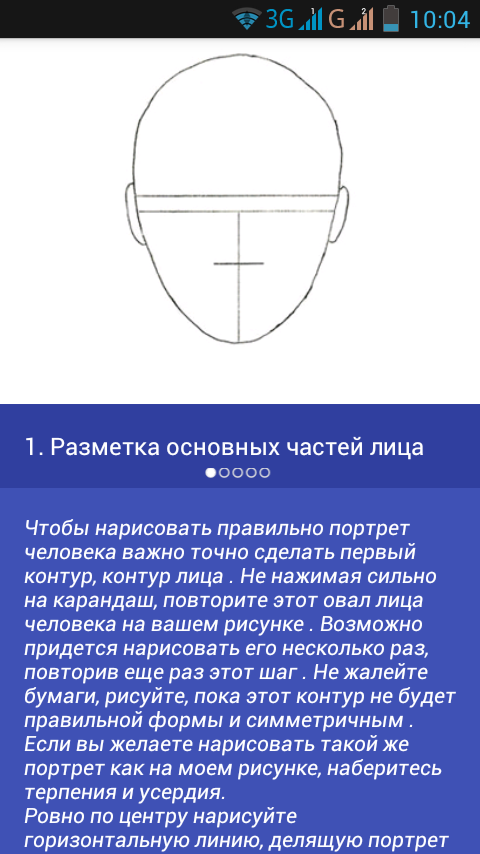 3G 1 G 2 10:04
1. Разметка основных частей лица
Чтобы нарисовать правильно портрет
человека важно точно сделать первый
контур, контур лица . Не нажимая сильно
на карандаш, повторите этот овал лица
человека на вашем рисунке . Возможно
придется нарисовать его несколько раз,
повторив еще раз этот шаг . Не жалейте
бумаги, рисуйте, пока этот контур не будет
правильной формы и симметричным .
Если вы желаете нарисовать такой же
портрет как на моем рисунке, наберитесь
терпения и усердия.
Ровно по центру нарисуйте
горизонтальную линию, делящую портрет